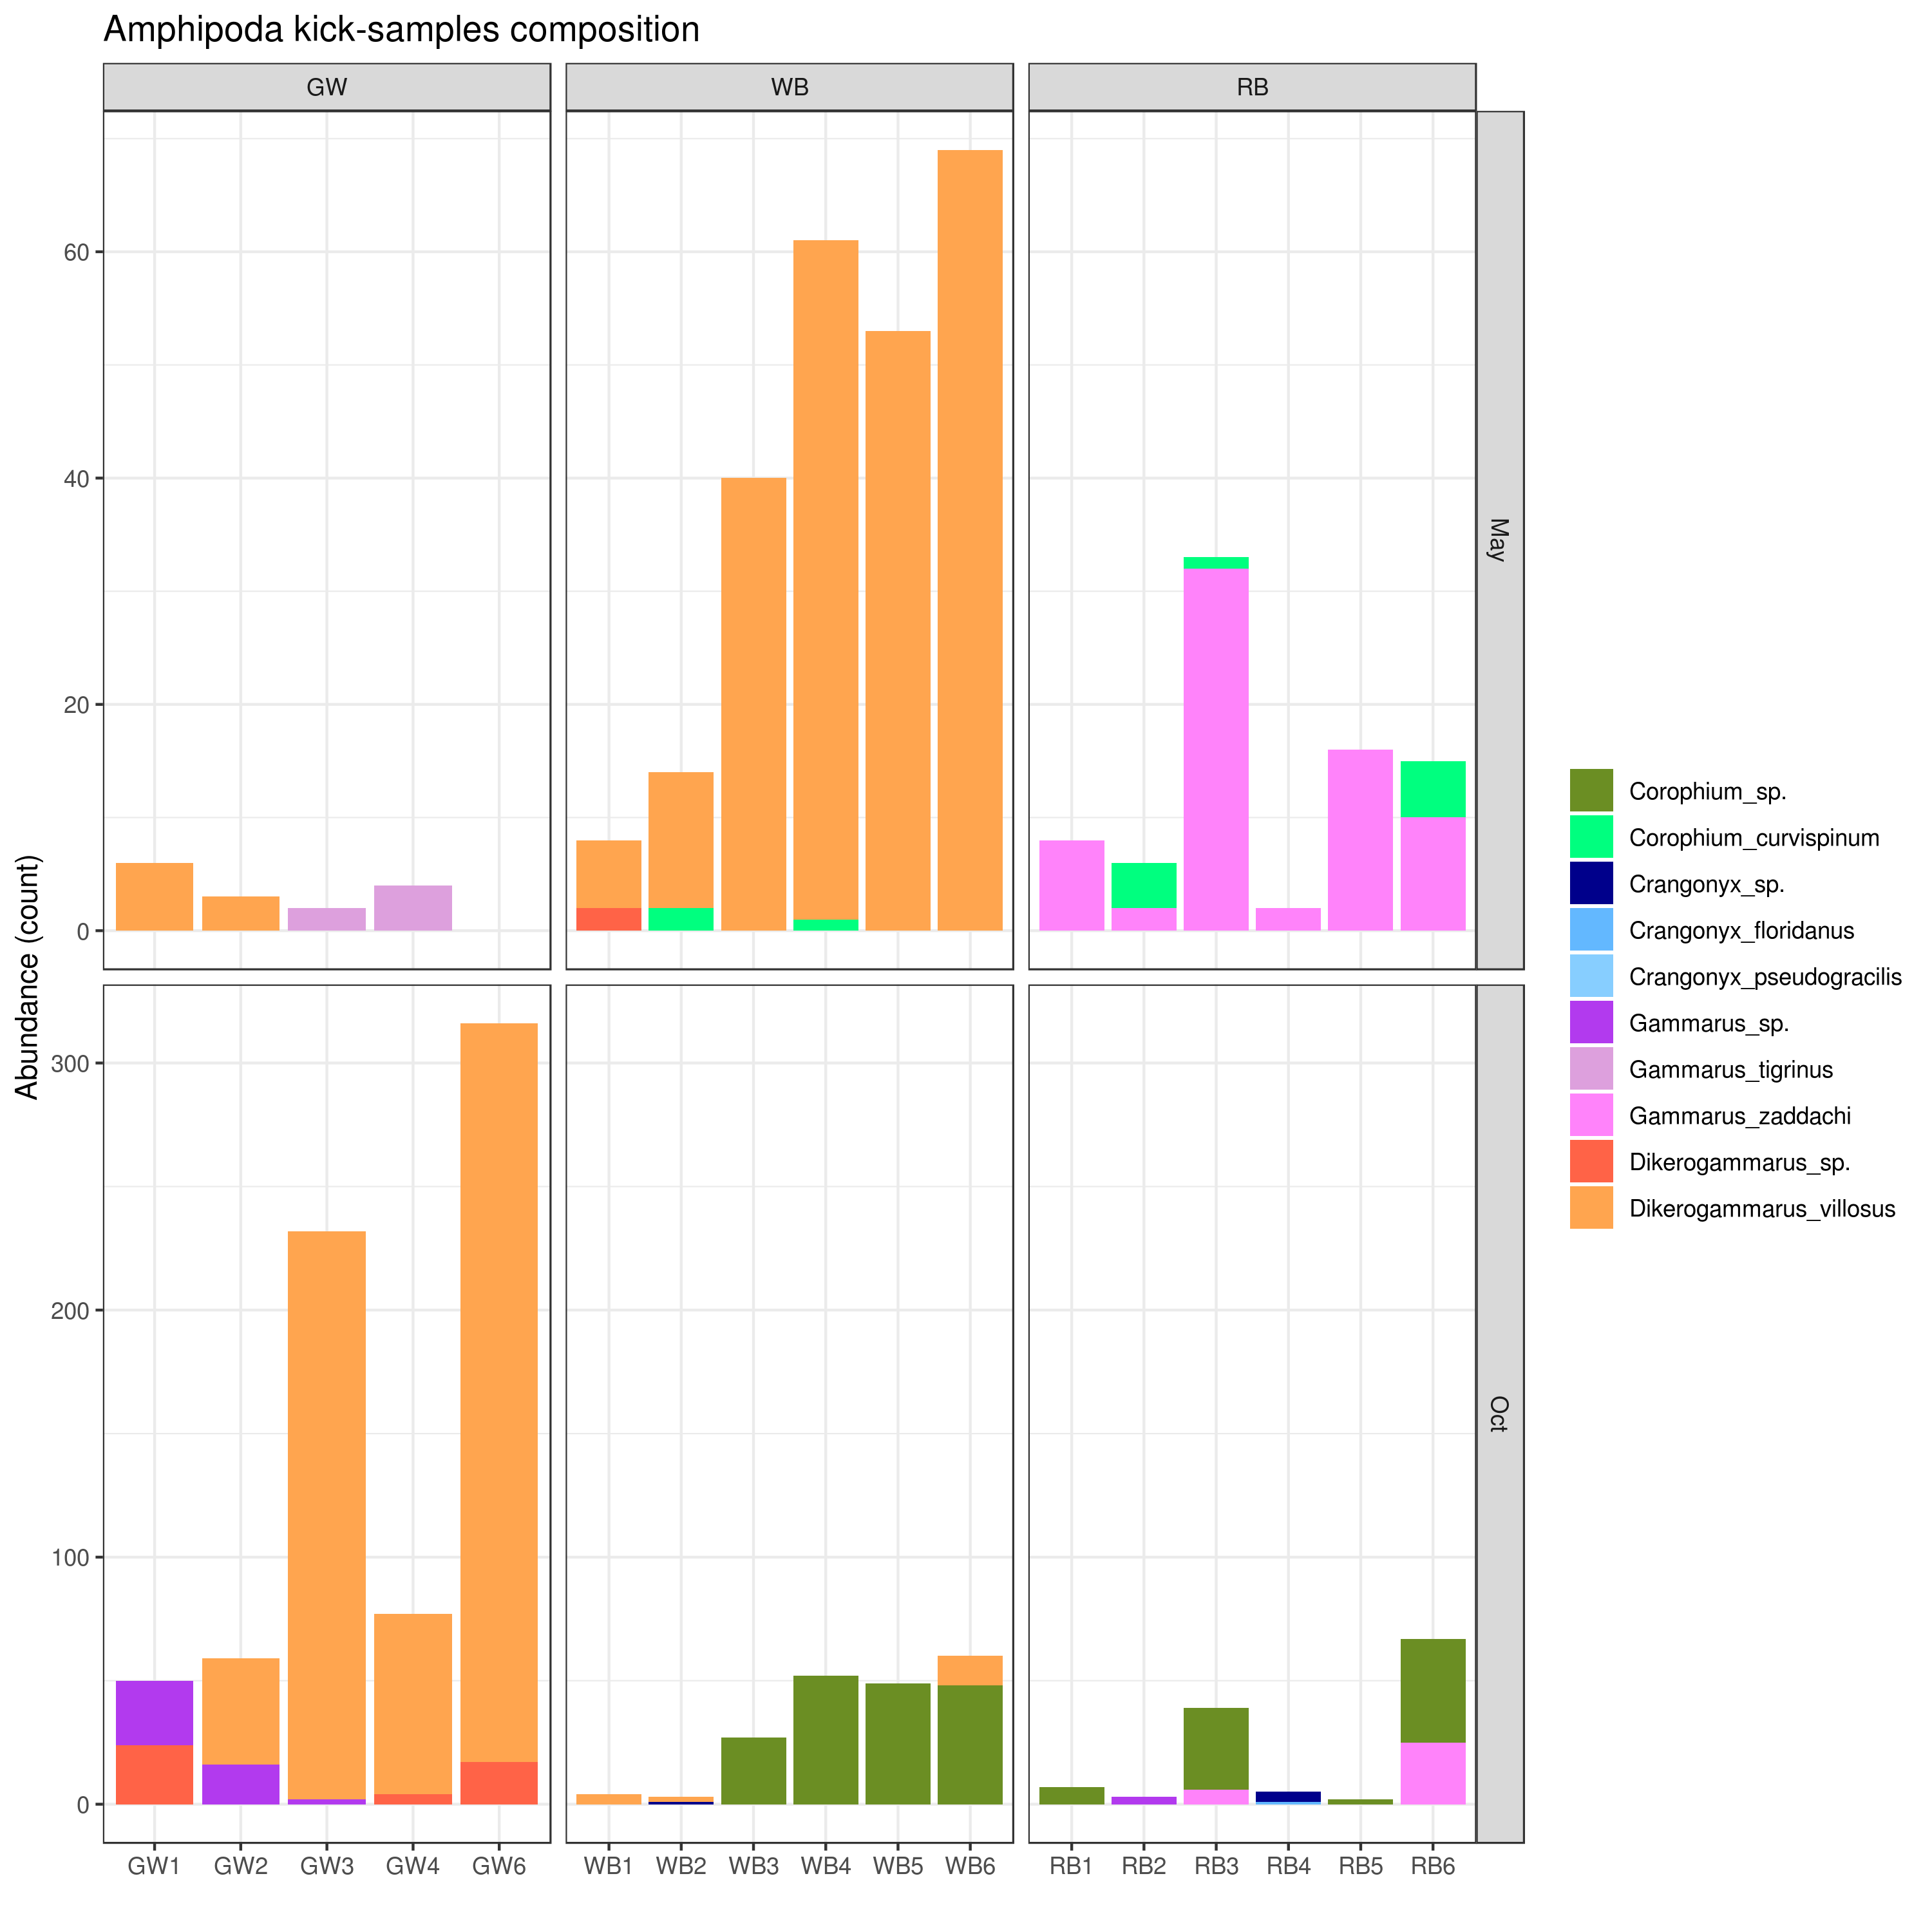 Amphipoda kick-samples composition
GW WB RB
May
Oct
Abundance (count)
60
40
20
0
300
200
100
0
GW1 GW2 GW3 GW4 GW6 WB1 WB2 WB3 WB4 WB5 WB6 RB1 RB2 RB3 RB4 RB5 RB6
Corophium_sp.
Corophium_curvispinum
Crangonyx_sp.
Crangonyx_floridanus
Crangonyx_pseudogracilis
Gammarus_sp.
Gammarus_tigrinus
Gammarus_zaddachi
Dikerogammarus_sp.
Dikerogammarus_villosus